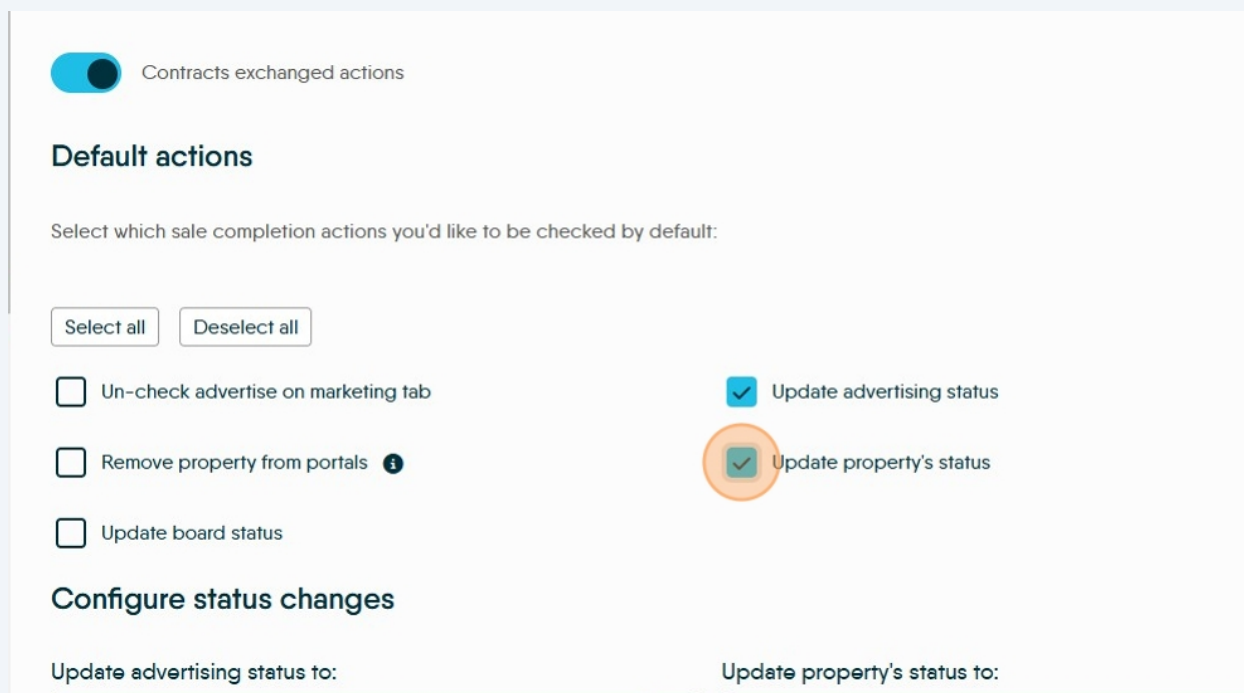 Contracts exchanged actions
Default actions
Select which sale completion actions you'd like to be checked by default:
Select all
Deselect all
Un-check advertise on marketing tab
Update advertising status
Remove property from portals
Update property's status
Update board status
Configure status changes
Update advertising status to:
Update property's status to: